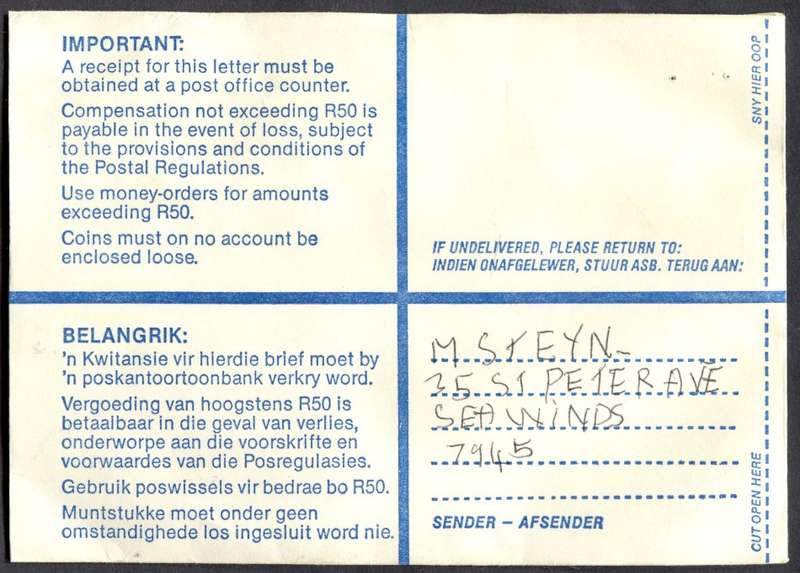 IMPORTANT:
A receipt for this letter must be
obtained at a post office counter.
Compensation not exceeding R50 is
payable in the event of loss, subject
to the provisions and conditions of
the Postal Regulations.
Use money-orders for amounts
exceeding R50.
Coins must on no account be
enclosed loose.
SNY HIER OOP
IF UNDELIVERED, PLEASE RETURN TO:
INDIEN ONAFGELEWER, STUUR ASB. TERUG AAN:
BELANGRIK:
'n Kwitansie vir hierdie brief moet by
'n poskantoortoonbank verkry word.
Vergoeding van hoogstens R50 is
betaalbaar in die geval van verlies,
onderworpe aan die voorskrifte en
voorwaardes van die Posregulasies.
Gebruik poswissels vir bedrae bo R50.
Muntstukke moet onder geen
omstandighede los ingesluit word nie.
M STEYN
35 ST PETER AVE
SEAWINDS
7945
SENDER – AFSENDER
CUT OPEN HERE